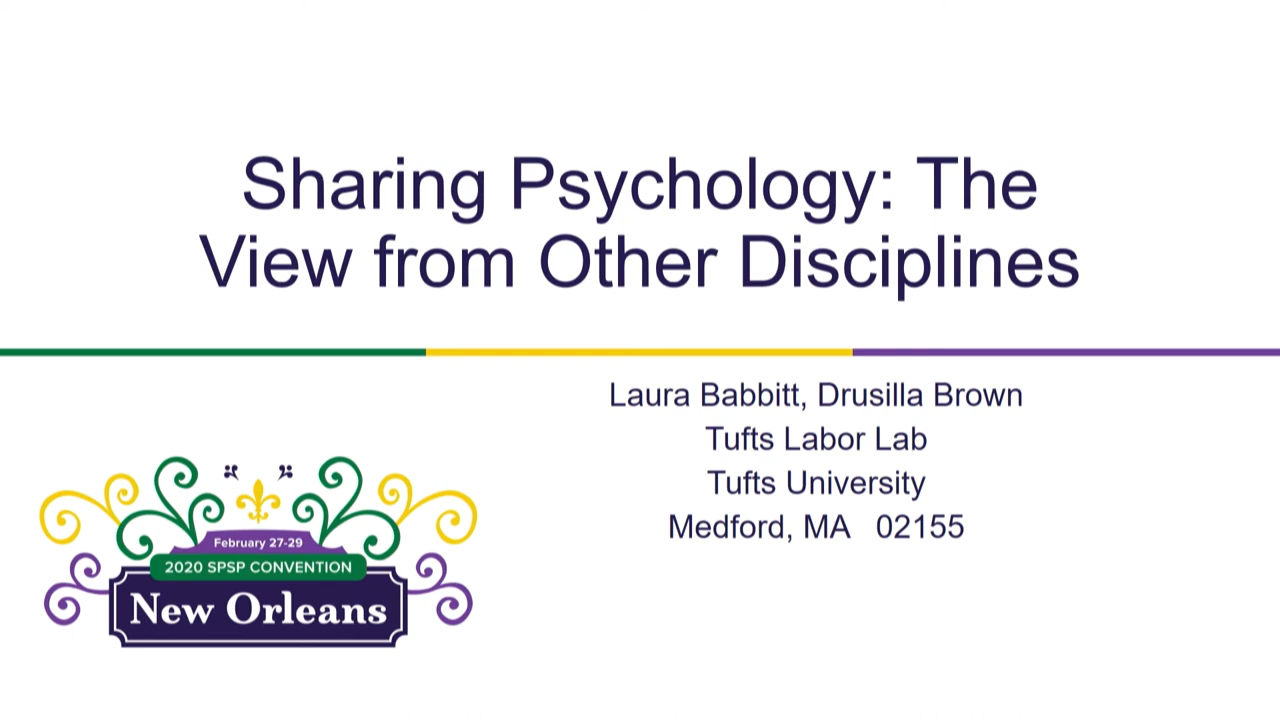 Sharing Psychology: The
View from Other Disciplines
Laura Babbitt, Drusilla Brown
Tufts Labor Lab
Tufts University
Medford, MA 02155
February 27-29
2020 SPSP CONVENTION
New Orleans